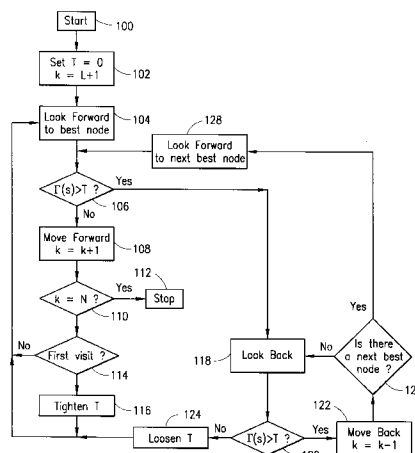 Start
100
Set T = 0
k = L+1
102
Look Forward
to best node
104
128
Look Forward
to next best node
Γ(s)>T ?
Yes
106
No
Move Forward
k = k+1
108
112
k = N ?
Yes
Stop
110
Yes
No
First visit ?
114
118
Look Back
No
Is there
a next best
node ?
Tighten T
116
124
Loosen T
No
Γ(s)>T ?
Yes
122
Move Back
k = k-1